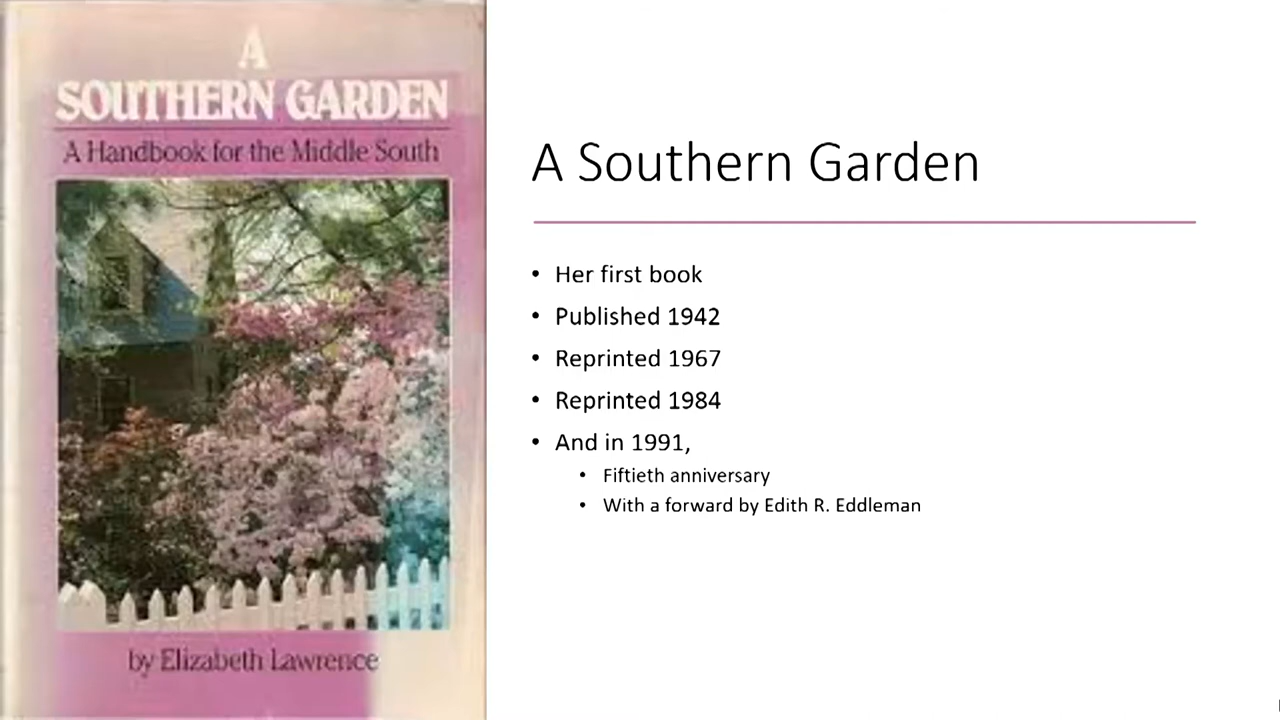 A
SOUTHERN GARDEN
A Handbook for the Middle South
by Elizabeth Lawrence
A Southern Garden
• Her first book
• Published 1942
• Reprinted 1967
• Reprinted 1984
• And in 1991,
• Fiftieth anniversary
• With a forward by Edith R. Eddleman